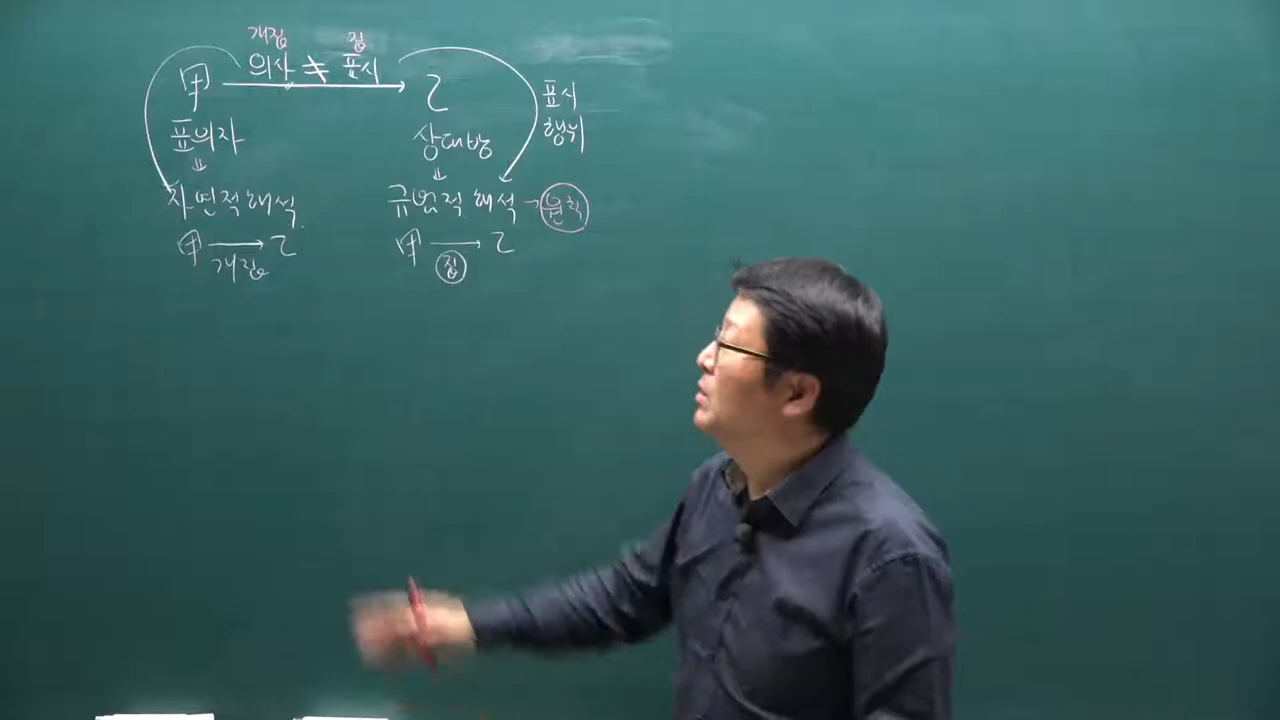 개집 집
의사 ≠ 표시
甲 → 乙
표시
행위
표의자 상대방
⇓ ⇓
자연적 해석 규범적 해석 → 원칙
甲 → 乙 甲 → 乙
개집 집